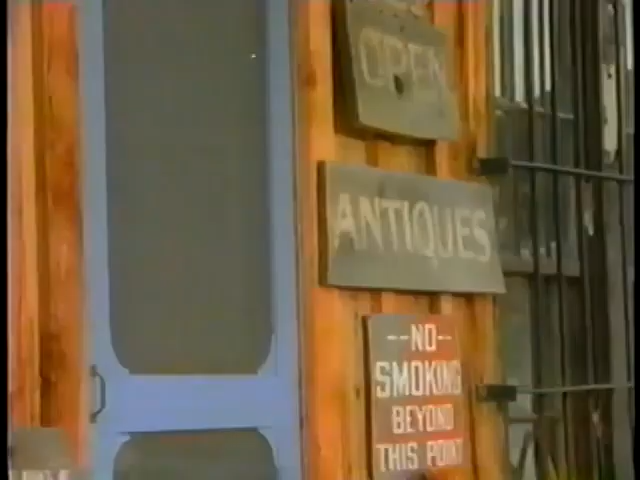 OPEN
ANTIQUES
--NO--
SMOKING
BEYOND
THIS POINT